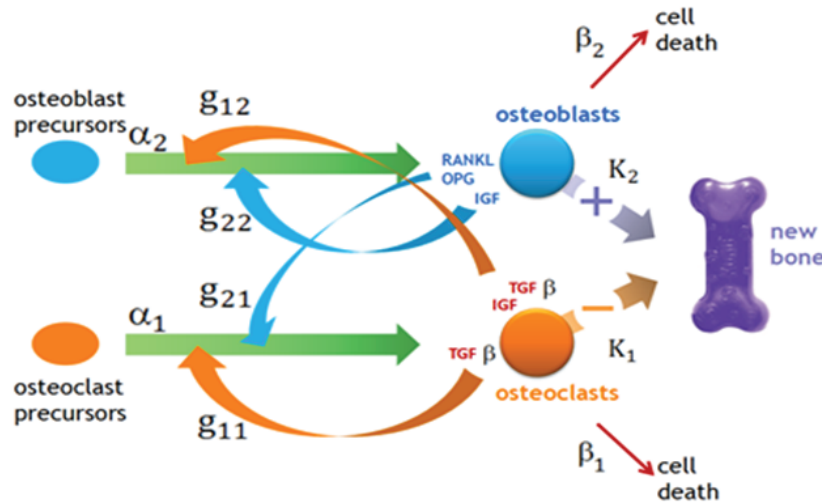 β2
cell
death
osteoblast
precursors
α2
g12
osteoblasts
RANKL
OPG
IGF
K2
g22
new
bone
g21
TGF β
IGF
α1
TGF β
K1
osteoclast
precursors
osteoclasts
g11
β1
cell
death